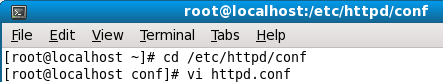 root@localhost:/etc/httpd/conf
File Edit View Terminal Tabs Help
[root@localhost ~]# cd /etc/httpd/conf
[root@localhost conf]# vi httpd.conf